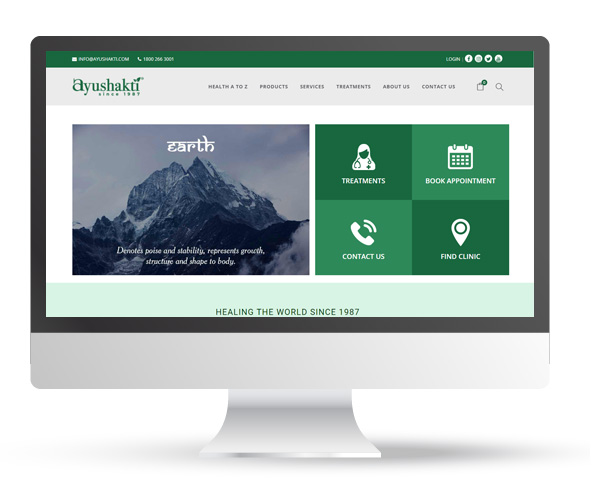 INFO@AYUSHAKTI.COM 1800 266 3001 LOGIN |
Ayushakti®
since 1987
HEALTH A TO Z PRODUCTS SERVICES TREATMENTS ABOUT US CONTACT US 0
earth
Denotes poise and stability, represents growth,
structure and shape to body.
TREATMENTS BOOK APPOINTMENT
CONTACT US FIND CLINIC
HEALING THE WORLD SINCE 1987